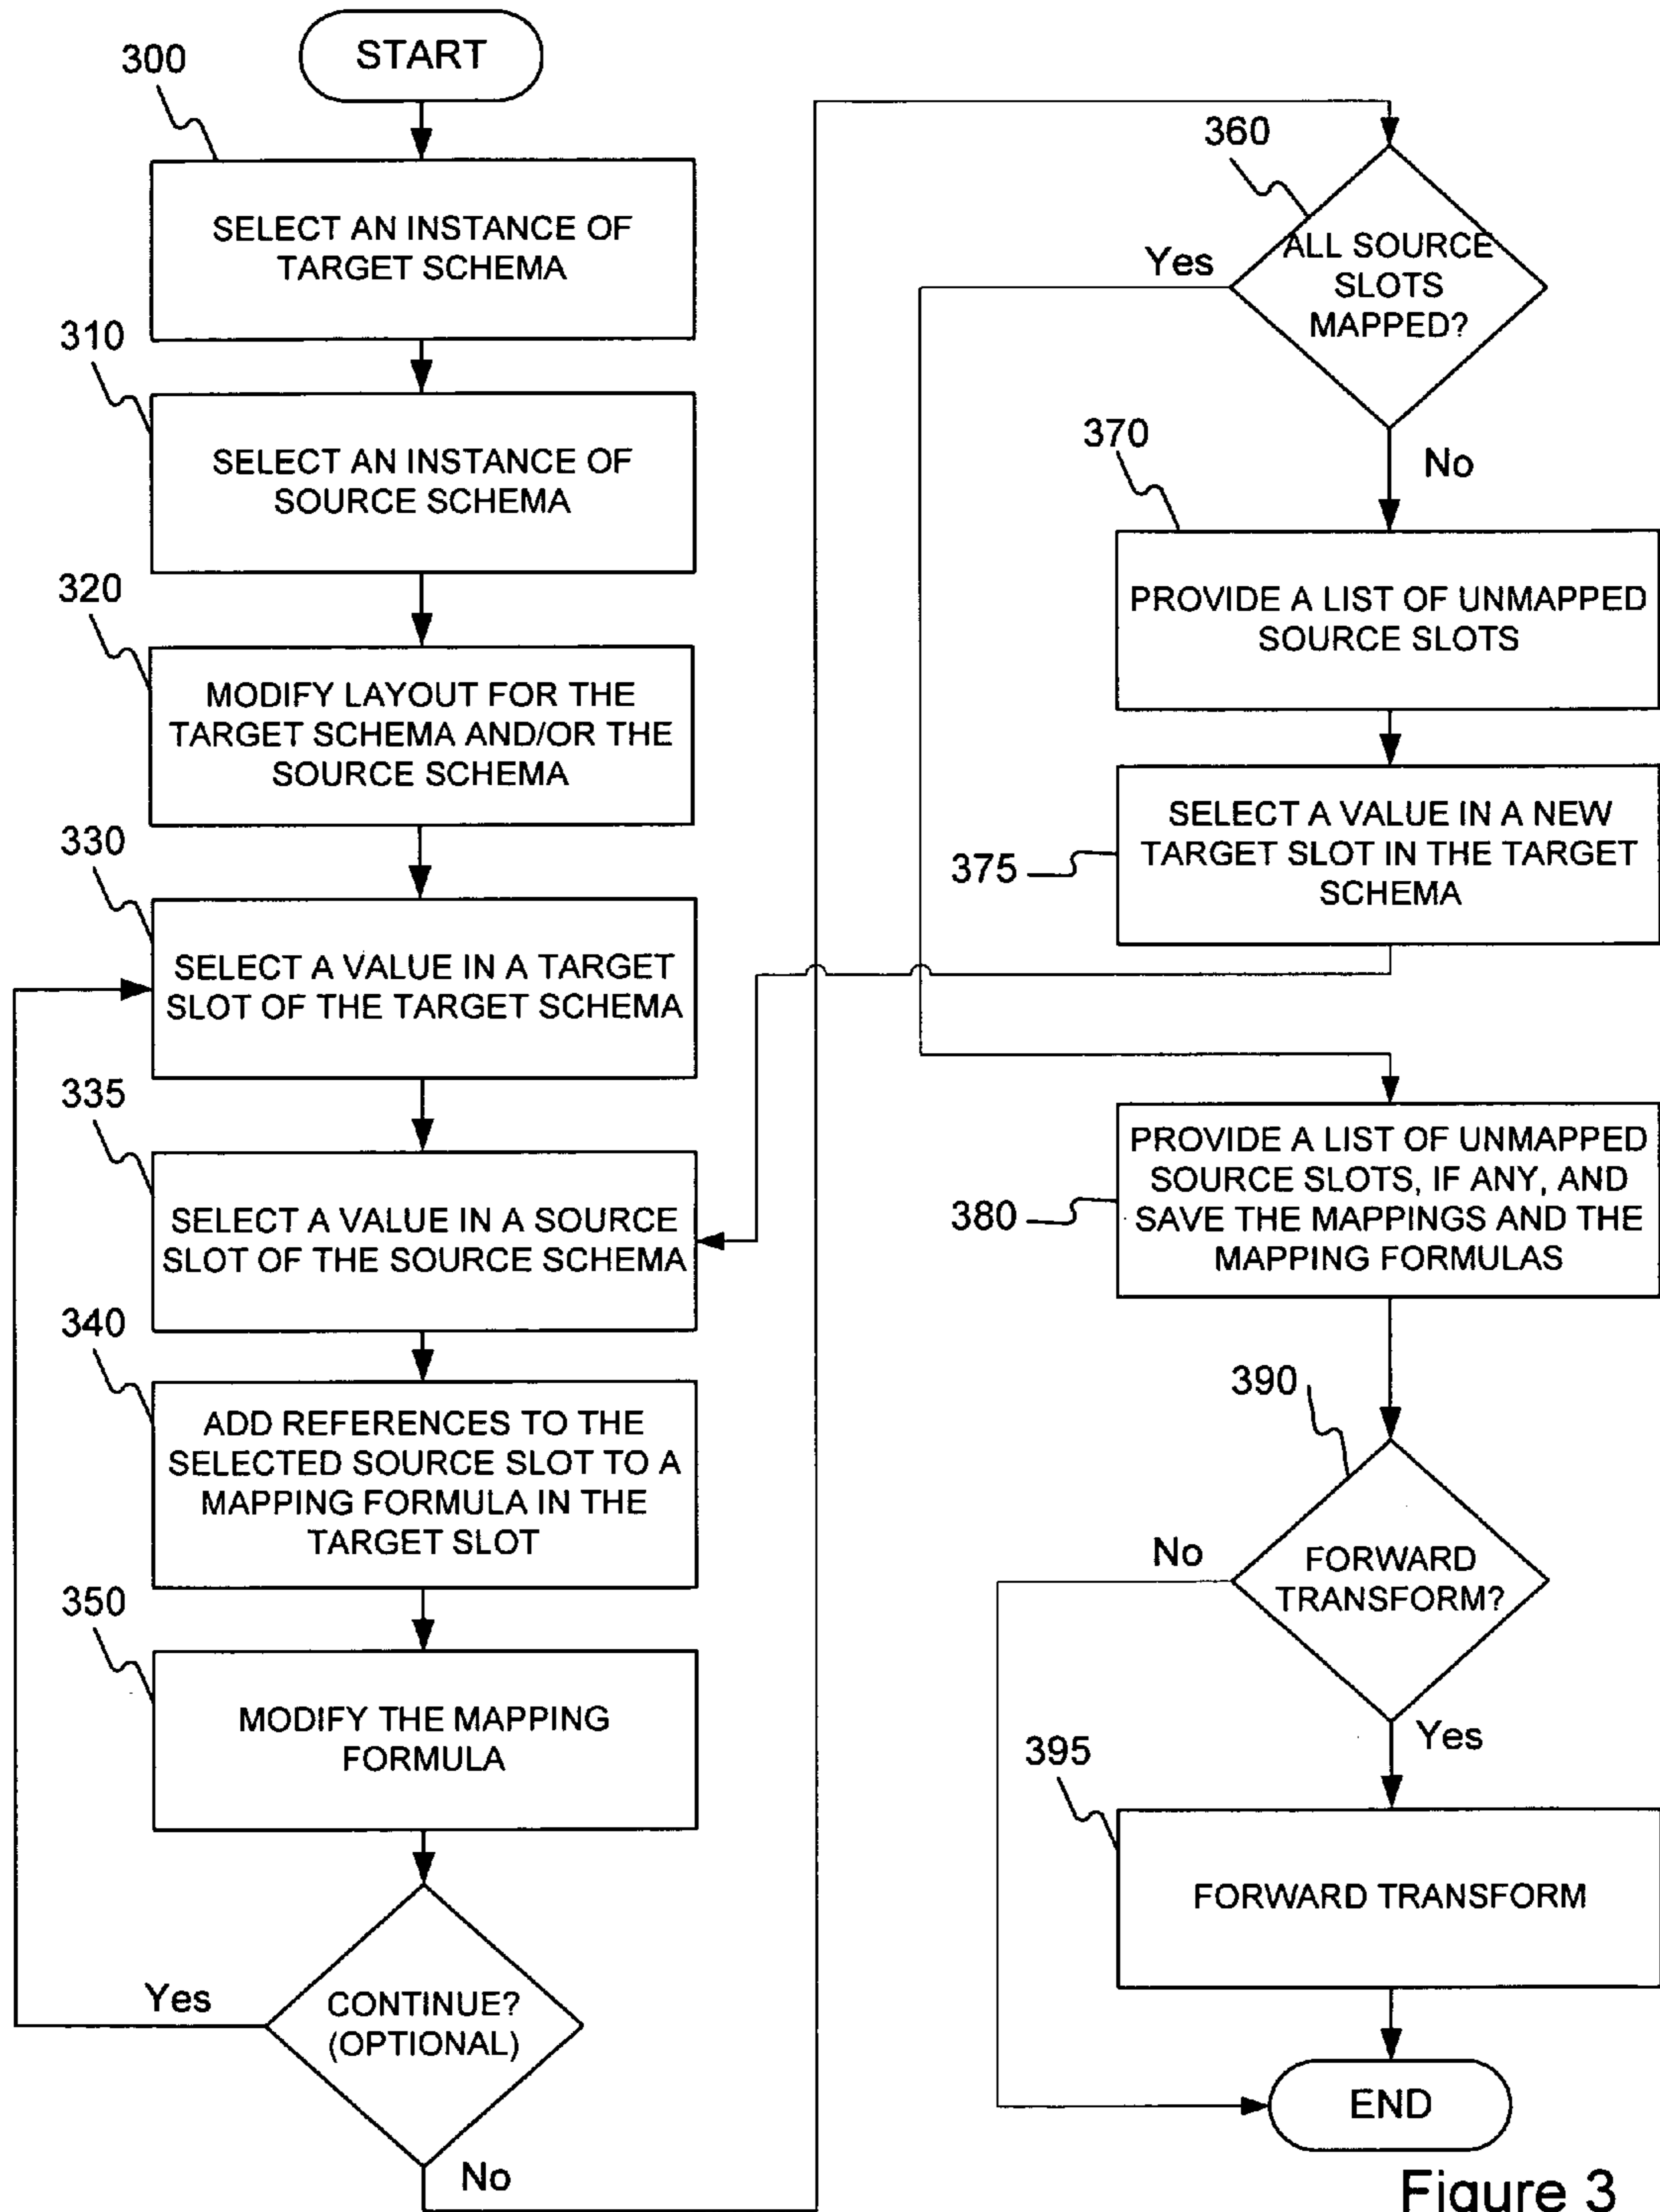 START
300
SELECT AN INSTANCE OF
TARGET SCHEMA
310
SELECT AN INSTANCE OF
SOURCE SCHEMA
320
MODIFY LAYOUT FOR THE
TARGET SCHEMA AND/OR THE
SOURCE SCHEMA
330
SELECT A VALUE IN A TARGET
SLOT OF THE TARGET SCHEMA
335
SELECT A VALUE IN A SOURCE
SLOT OF THE SOURCE SCHEMA
340
ADD REFERENCES TO THE
SELECTED SOURCE SLOT TO A
MAPPING FORMULA IN THE
TARGET SLOT
350
MODIFY THE MAPPING
FORMULA
Yes
CONTINUE?
(OPTIONAL)
No
360
Yes
ALL SOURCE
SLOTS
MAPPED?
No
370
PROVIDE A LIST OF UNMAPPED
SOURCE SLOTS
375
SELECT A VALUE IN A NEW
TARGET SLOT IN THE TARGET
SCHEMA
380
PROVIDE A LIST OF UNMAPPED
SOURCE SLOTS, IF ANY, AND
SAVE THE MAPPINGS AND THE
MAPPING FORMULAS
390
No
FORWARD
TRANSFORM?
Yes
395
FORWARD TRANSFORM
END
Figure 3